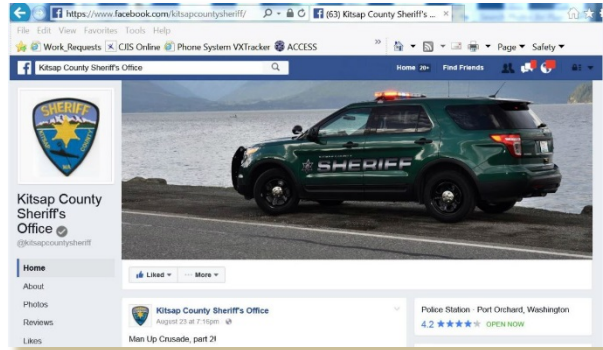 https://www.facebook.com/kitsapcountysheriff/
(63) Kitsap County Sheriff's ...
File Edit View Favorites Tools Help
Work_Requests CJIS Online Phone System VXTracker ACCESS
Page Safety
Kitsap County Sheriff's Office
Home 20+ Find Friends
SHERIFF
KITSAP
COUNTY
SHERIFF
Kitsap County
Sheriff's
Office
@kitsapcountysheriff
Home
About
Photos
Reviews
Likes
Liked
More
Kitsap County Sheriff's Office
August 23 at 7:16pm
Man Up Crusade, part 2!
Police Station · Port Orchard, Washington
4.2 ★★★★★ OPEN NOW